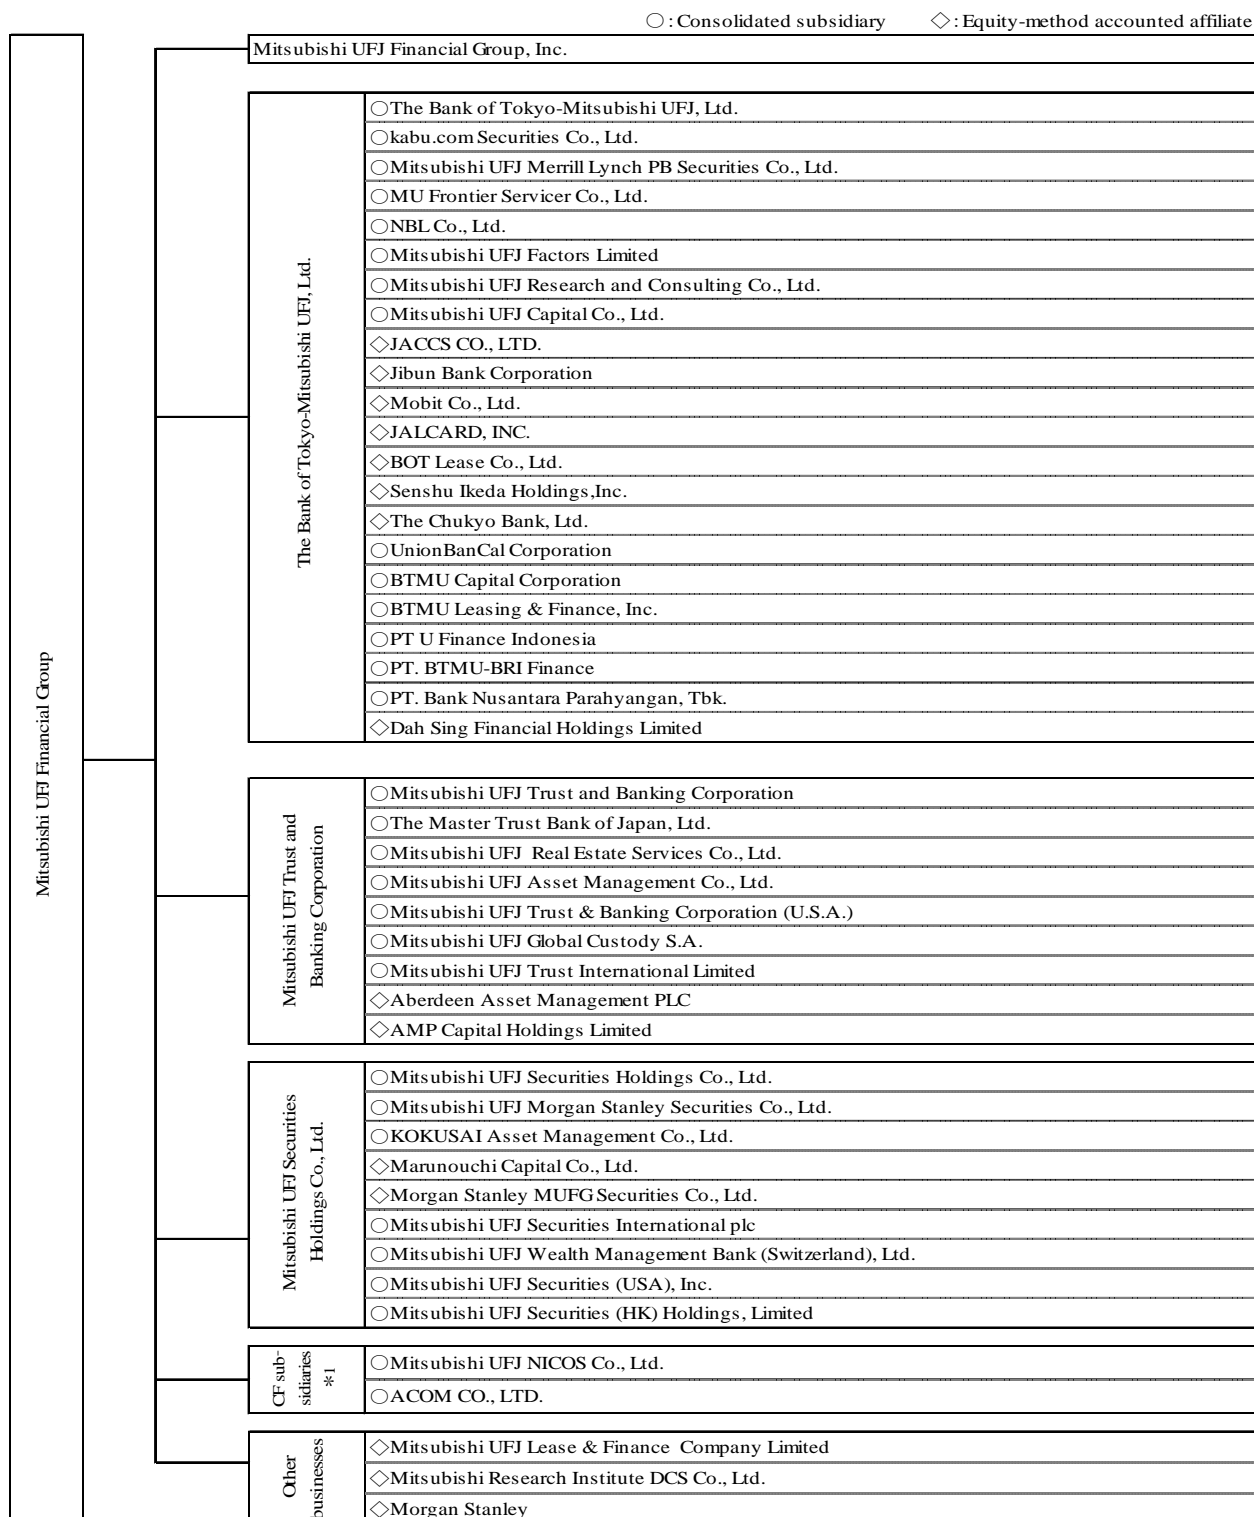 ○:Consolidated subsidiary ◇:Equity-method accounted affiliate
Mitsubishi UFJ Financial Group
Mitsubishi UFJ Financial Group, Inc.
The Bank of Tokyo-Mitsubishi UFJ, Ltd.
○The Bank of Tokyo-Mitsubishi UFJ, Ltd.
○kabu.com Securities Co., Ltd.
○Mitsubishi UFJ Merrill Lynch PB Securities Co., Ltd.
○MU Frontier Servicer Co., Ltd.
○NBL Co., Ltd.
○Mitsubishi UFJ Factors Limited
○Mitsubishi UFJ Research and Consulting Co., Ltd.
○Mitsubishi UFJ Capital Co., Ltd.
◇JACCS CO., LTD.
◇Jibun Bank Corporation
◇Mobit Co., Ltd.
◇JALCARD, INC.
◇BOT Lease Co., Ltd.
◇Senshu Ikeda Holdings,Inc.
◇The Chukyo Bank, Ltd.
○UnionBanCal Corporation
○BTMU Capital Corporation
○BTMU Leasing & Finance, Inc.
○PT U Finance Indonesia
○PT. BTMU-BRI Finance
○PT. Bank Nusantara Parahyangan, Tbk.
◇Dah Sing Financial Holdings Limited
Mitsubishi UFJ Trust and
Banking Corporation
○Mitsubishi UFJ Trust and Banking Corporation
○The Master Trust Bank of Japan, Ltd.
○Mitsubishi UFJ Real Estate Services Co., Ltd.
○Mitsubishi UFJ Asset Management Co., Ltd.
○Mitsubishi UFJ Trust & Banking Corporation (U.S.A.)
○Mitsubishi UFJ Global Custody S.A.
○Mitsubishi UFJ Trust International Limited
◇Aberdeen Asset Management PLC
◇AMP Capital Holdings Limited
Mitsubishi UFJ Securities
Holdings Co., Ltd.
○Mitsubishi UFJ Securities Holdings Co., Ltd.
○Mitsubishi UFJ Morgan Stanley Securities Co., Ltd.
○KOKUSAI Asset Management Co., Ltd.
◇Marunouchi Capital Co., Ltd.
◇Morgan Stanley MUFG Securities Co., Ltd.
○Mitsubishi UFJ Securities International plc
○Mitsubishi UFJ Wealth Management Bank (Switzerland), Ltd.
○Mitsubishi UFJ Securities (USA), Inc.
○Mitsubishi UFJ Securities (HK) Holdings, Limited
CF sub-
sidiaries
*1
○Mitsubishi UFJ NICOS Co., Ltd.
○ACOM CO., LTD.
Other
businesses
◇Mitsubishi UFJ Lease & Finance Company Limited
◇Mitsubishi Research Institute DCS Co., Ltd.
◇Morgan Stanley